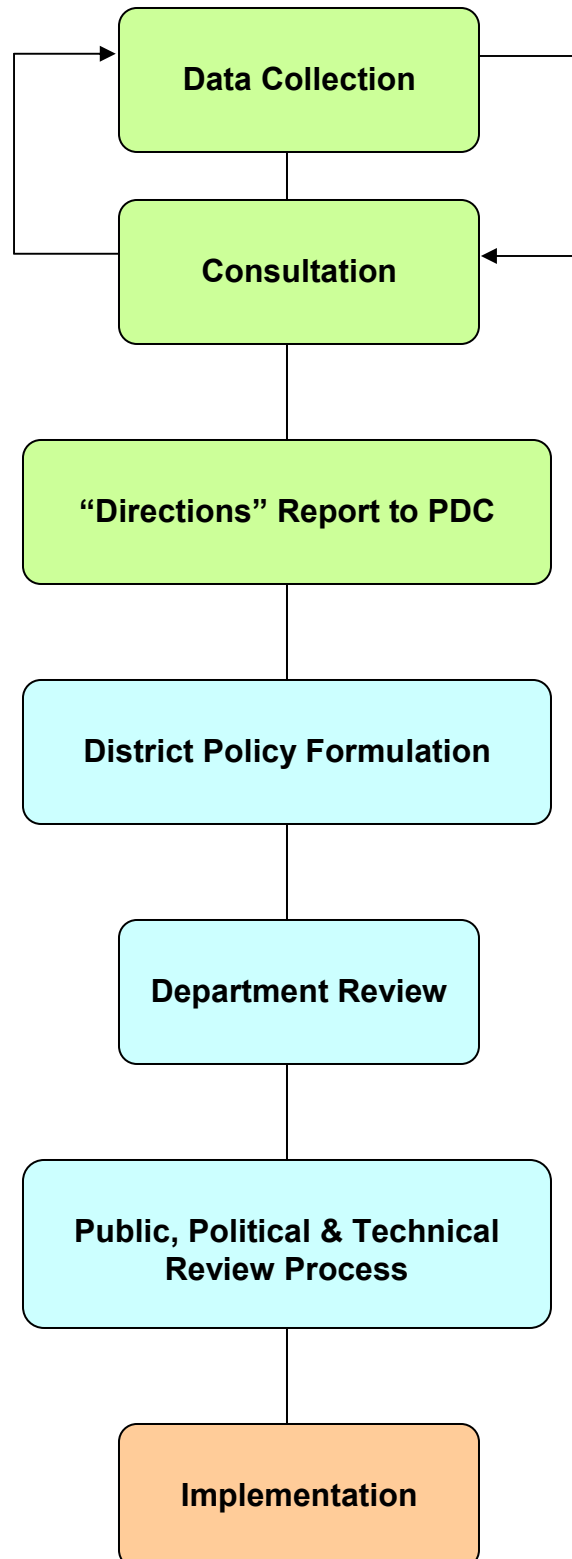 Data Collection
Consultation
“Directions” Report to PDC
District Policy Formulation
Department Review
Public, Political & Technical
Review Process
Implementation